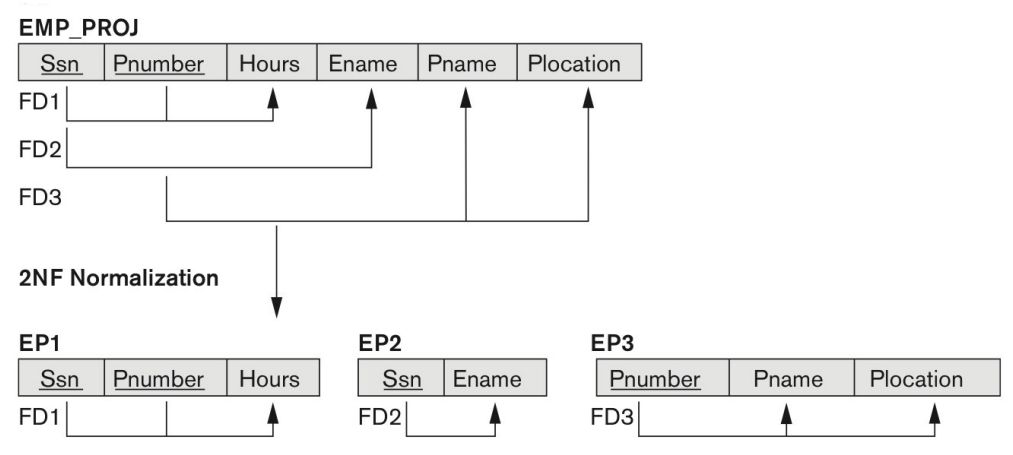 EMP_PROJ
Ssn Pnumber Hours Ename Pname Plocation
FD1
FD2
FD3
2NF Normalization
EP1 EP2 EP3
Ssn Pnumber Hours Ssn Ename Pnumber Pname Plocation
FD1 FD2 FD3